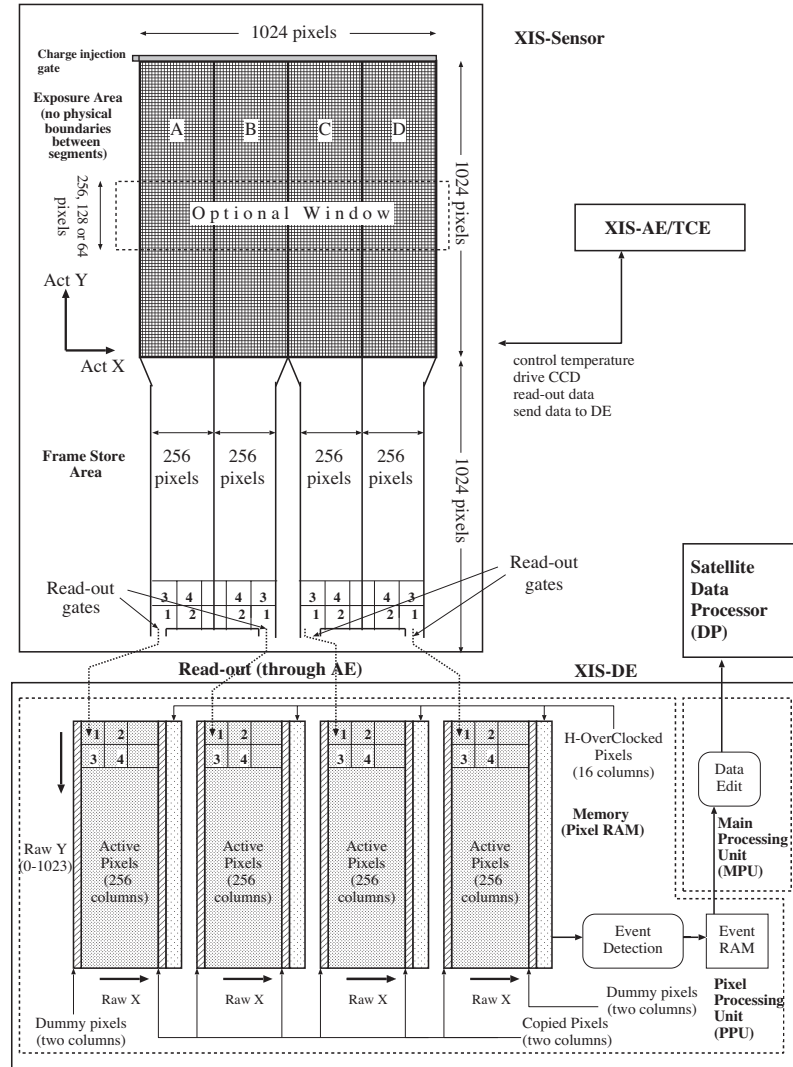 1024 pixels
XIS-Sensor
Charge injection
gate
Exposure Area
(no physical
boundaries
between
segments)
A
B
C
D
256, 128 or 64
pixels
Optional Window
1024 pixels
XIS-AE/TCE
Act Y
Act X
control temperature
drive CCD
read-out data
send data to DE
Frame Store
Area
256
pixels
256
pixels
256
pixels
256
pixels
1024 pixels
Read-out
gates
Read-out
gates
3 4 4 3
1 2 2 1
3 4 4 3
1 2 2 1
Satellite
Data
Processor
(DP)
Read-out (through AE)
XIS-DE
1 2
3 4
1 2
3 4
1 2
3 4
1 2
3 4
H-OverClocked
Pixels
(16 columns)
Memory
(Pixel RAM)
Data
Edit
Main
Processing
Unit
(MPU)
Raw Y
(0-1023)
Active
Pixels
(256
columns)
Active
Pixels
(256
columns)
Active
Pixels
(256
columns)
Active
Pixels
(256
columns)
Event
Detection
Event
RAM
Raw X
Raw X
Raw X
Raw X
Dummy pixels
(two columns)
Copied Pixels
(two columns)
Dummy pixels
(two columns)
Pixel
Processing
Unit
(PPU)